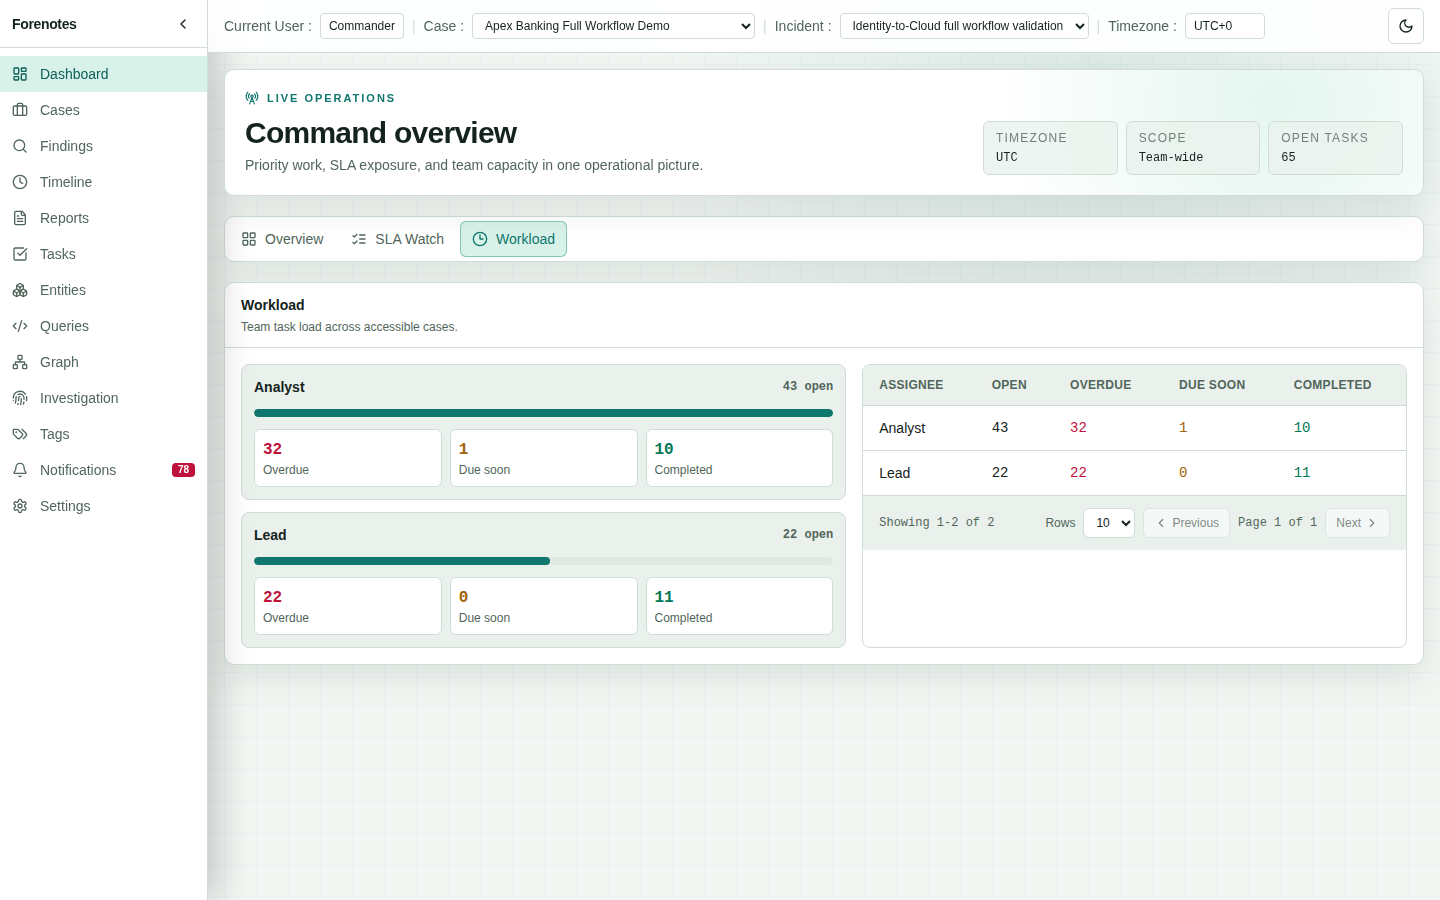 Forenotes
Current User : Commander | Case : Apex Banking Full Workflow Demo | Incident : Identity-to-Cloud full workflow validation | Timezone : UTC+0
Dashboard
Cases
Findings
Timeline
Reports
Tasks
Entities
Queries
Graph
Investigation
Tags
Notifications 78
Settings
LIVE OPERATIONS
Command overview
Priority work, SLA exposure, and team capacity in one operational picture.
TIMEZONE
UTC
SCOPE
Team-wide
OPEN TASKS
65
Overview SLA Watch Workload
Workload
Team task load across accessible cases.
Analyst 43 open
32 1 10
Overdue Due soon Completed
Lead 22 open
22 0 11
Overdue Due soon Completed
ASSIGNEE OPEN OVERDUE DUE SOON COMPLETED
Analyst 43 32 1 10
Lead 22 22 0 11
Showing 1-2 of 2 Rows 10 Previous Page 1 of 1 Next